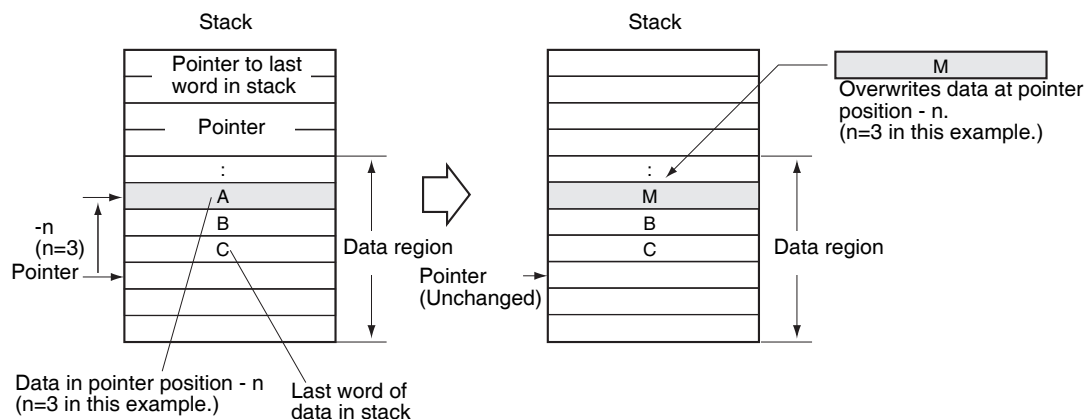 Stack
Pointer to last
word in stack
Pointer
:
A
B
C
-n
(n=3)
Pointer
Data region
Data in pointer position - n
(n=3 in this example.)
Last word of
data in stack
Stack
:
M
B
C
Pointer
(Unchanged)
Data region
M
Overwrites data at pointer
position - n.
(n=3 in this example.)